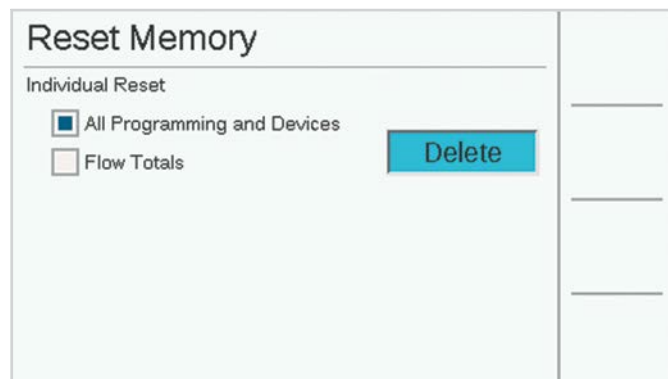 Reset Memory
Individual Reset
All Programming and Devices
Delete
Flow Totals